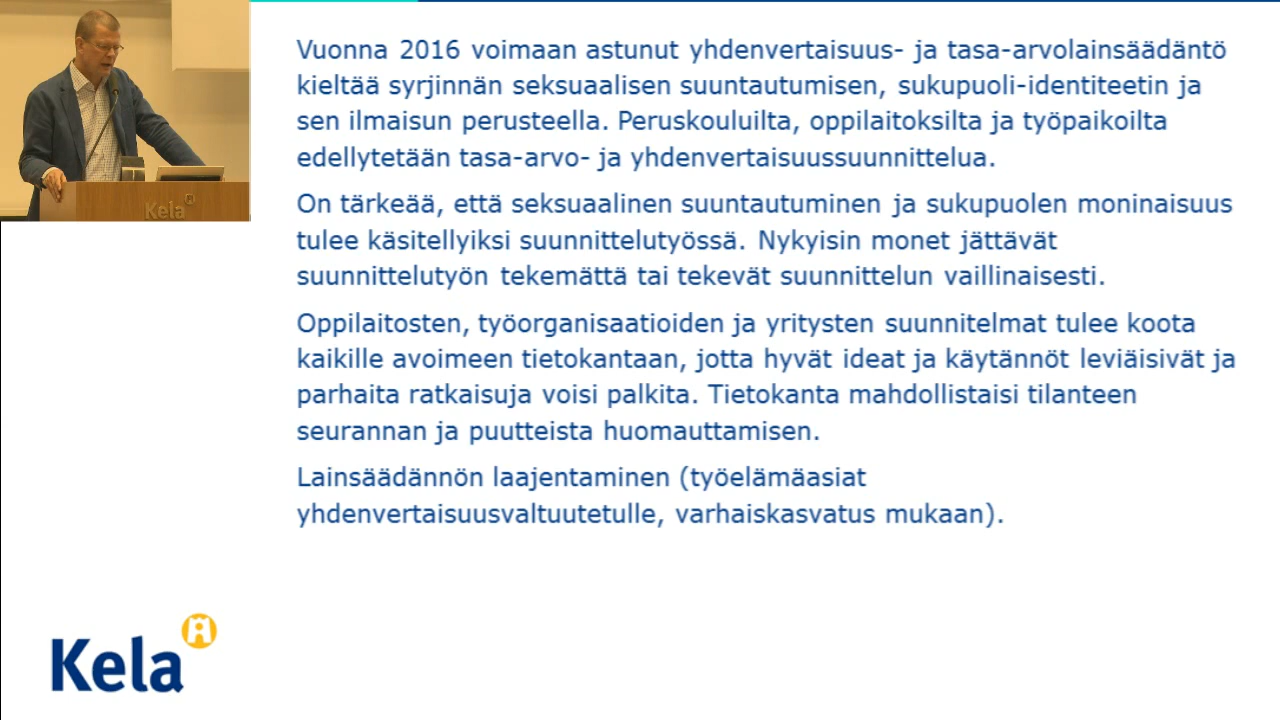 Vuonna 2016 voimaan astunut yhdenvertaisuus- ja tasa-arvolainsäädäntö
kieltää syrjinnän seksuaalisen suuntautumisen, sukupuoli-identiteetin ja
sen ilmaisun perusteella. Peruskouluilta, oppilaitoksilta ja työpaikoilta
edellytetään tasa-arvo- ja yhdenvertaisuussuunnittelua.
On tärkeää, että seksuaalinen suuntautuminen ja sukupuolen moninaisuus
tulee käsitellyiksi suunnittelutyössä. Nykyisin monet jättävät
suunnittelutyön tekemättä tai tekevät suunnittelun vaillinaisesti.
Oppilaitosten, työorganisaatioiden ja yritysten suunnitelmat tulee koota
kaikille avoimeen tietokantaan, jotta hyvät ideat ja käytännöt leviäisivät ja
parhaita ratkaisuja voisi palkita. Tietokanta mahdollistaisi tilanteen
seurannan ja puutteista huomauttamisen.
Lainsäädännön laajentaminen (työelämäasiat
yhdenvertaisuusvaltuutetulle, varhaiskasvatus mukaan).
Kela
Kela